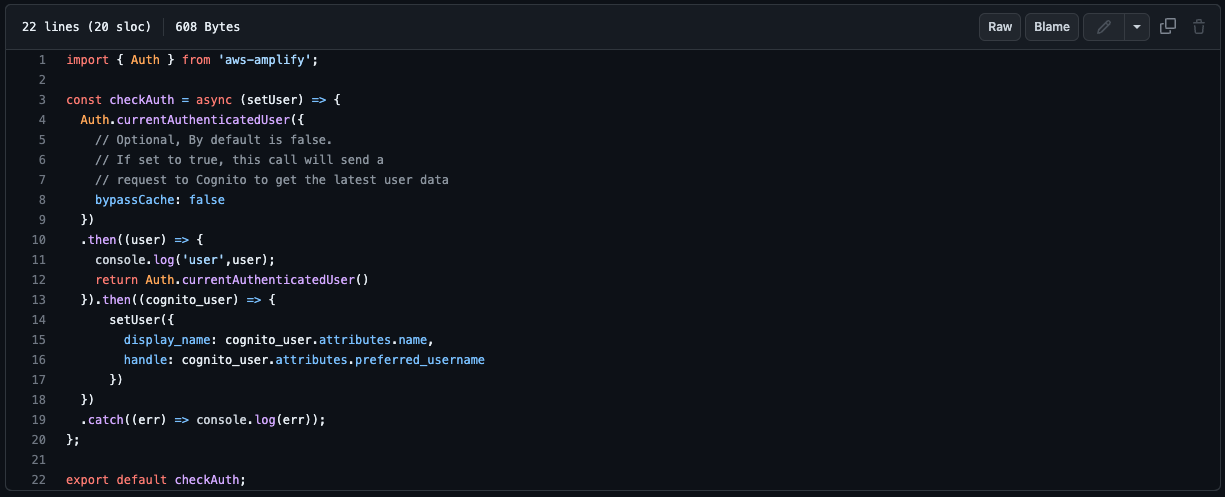 22 lines (20 sloc) 608 Bytes Raw Blame
1 import { Auth } from 'aws-amplify';
2
3 const checkAuth = async (setUser) => {
4   Auth.currentAuthenticatedUser({
5     // Optional, By default is false.
6     // If set to true, this call will send a
7     // request to Cognito to get the latest user data
8     bypassCache: false
9   })
10   .then((user) => {
11     console.log('user',user);
12     return Auth.currentAuthenticatedUser()
13   }).then((cognito_user) => {
14       setUser({
15         display_name: cognito_user.attributes.name,
16         handle: cognito_user.attributes.preferred_username
17       })
18   })
19   .catch((err) => console.log(err));
20 };
21
22 export default checkAuth;